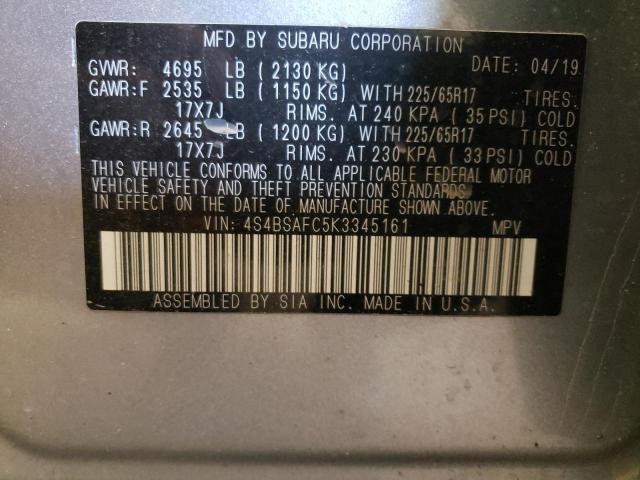 MFD BY SUBARU CORPORATION
GVWR: 4695 LB ( 2130 KG) DATE: 04/19
GAWR:F 2535 LB ( 1150 KG) WITH 225/65R17 TIRES.
17X7J RIMS. AT 240 KPA ( 35 PSI) COLD
GAWR:R 2645 LB ( 1200 KG) WITH 225/65R17 TIRES.
17X7J RIMS. AT 230 KPA ( 33 PSI) COLD
THIS VEHICLE CONFORMS TO ALL APPLICABLE FEDERAL MOTOR
VEHICLE SAFETY AND THEFT PREVENTION STANDARDS
IN EFFECT ON THE DATE OF MANUFACTURE SHOWN ABOVE.
VIN: 4S4BSAFC5K3345161 MPV
ASSEMBLED BY SIA INC. MADE IN U.S.A.